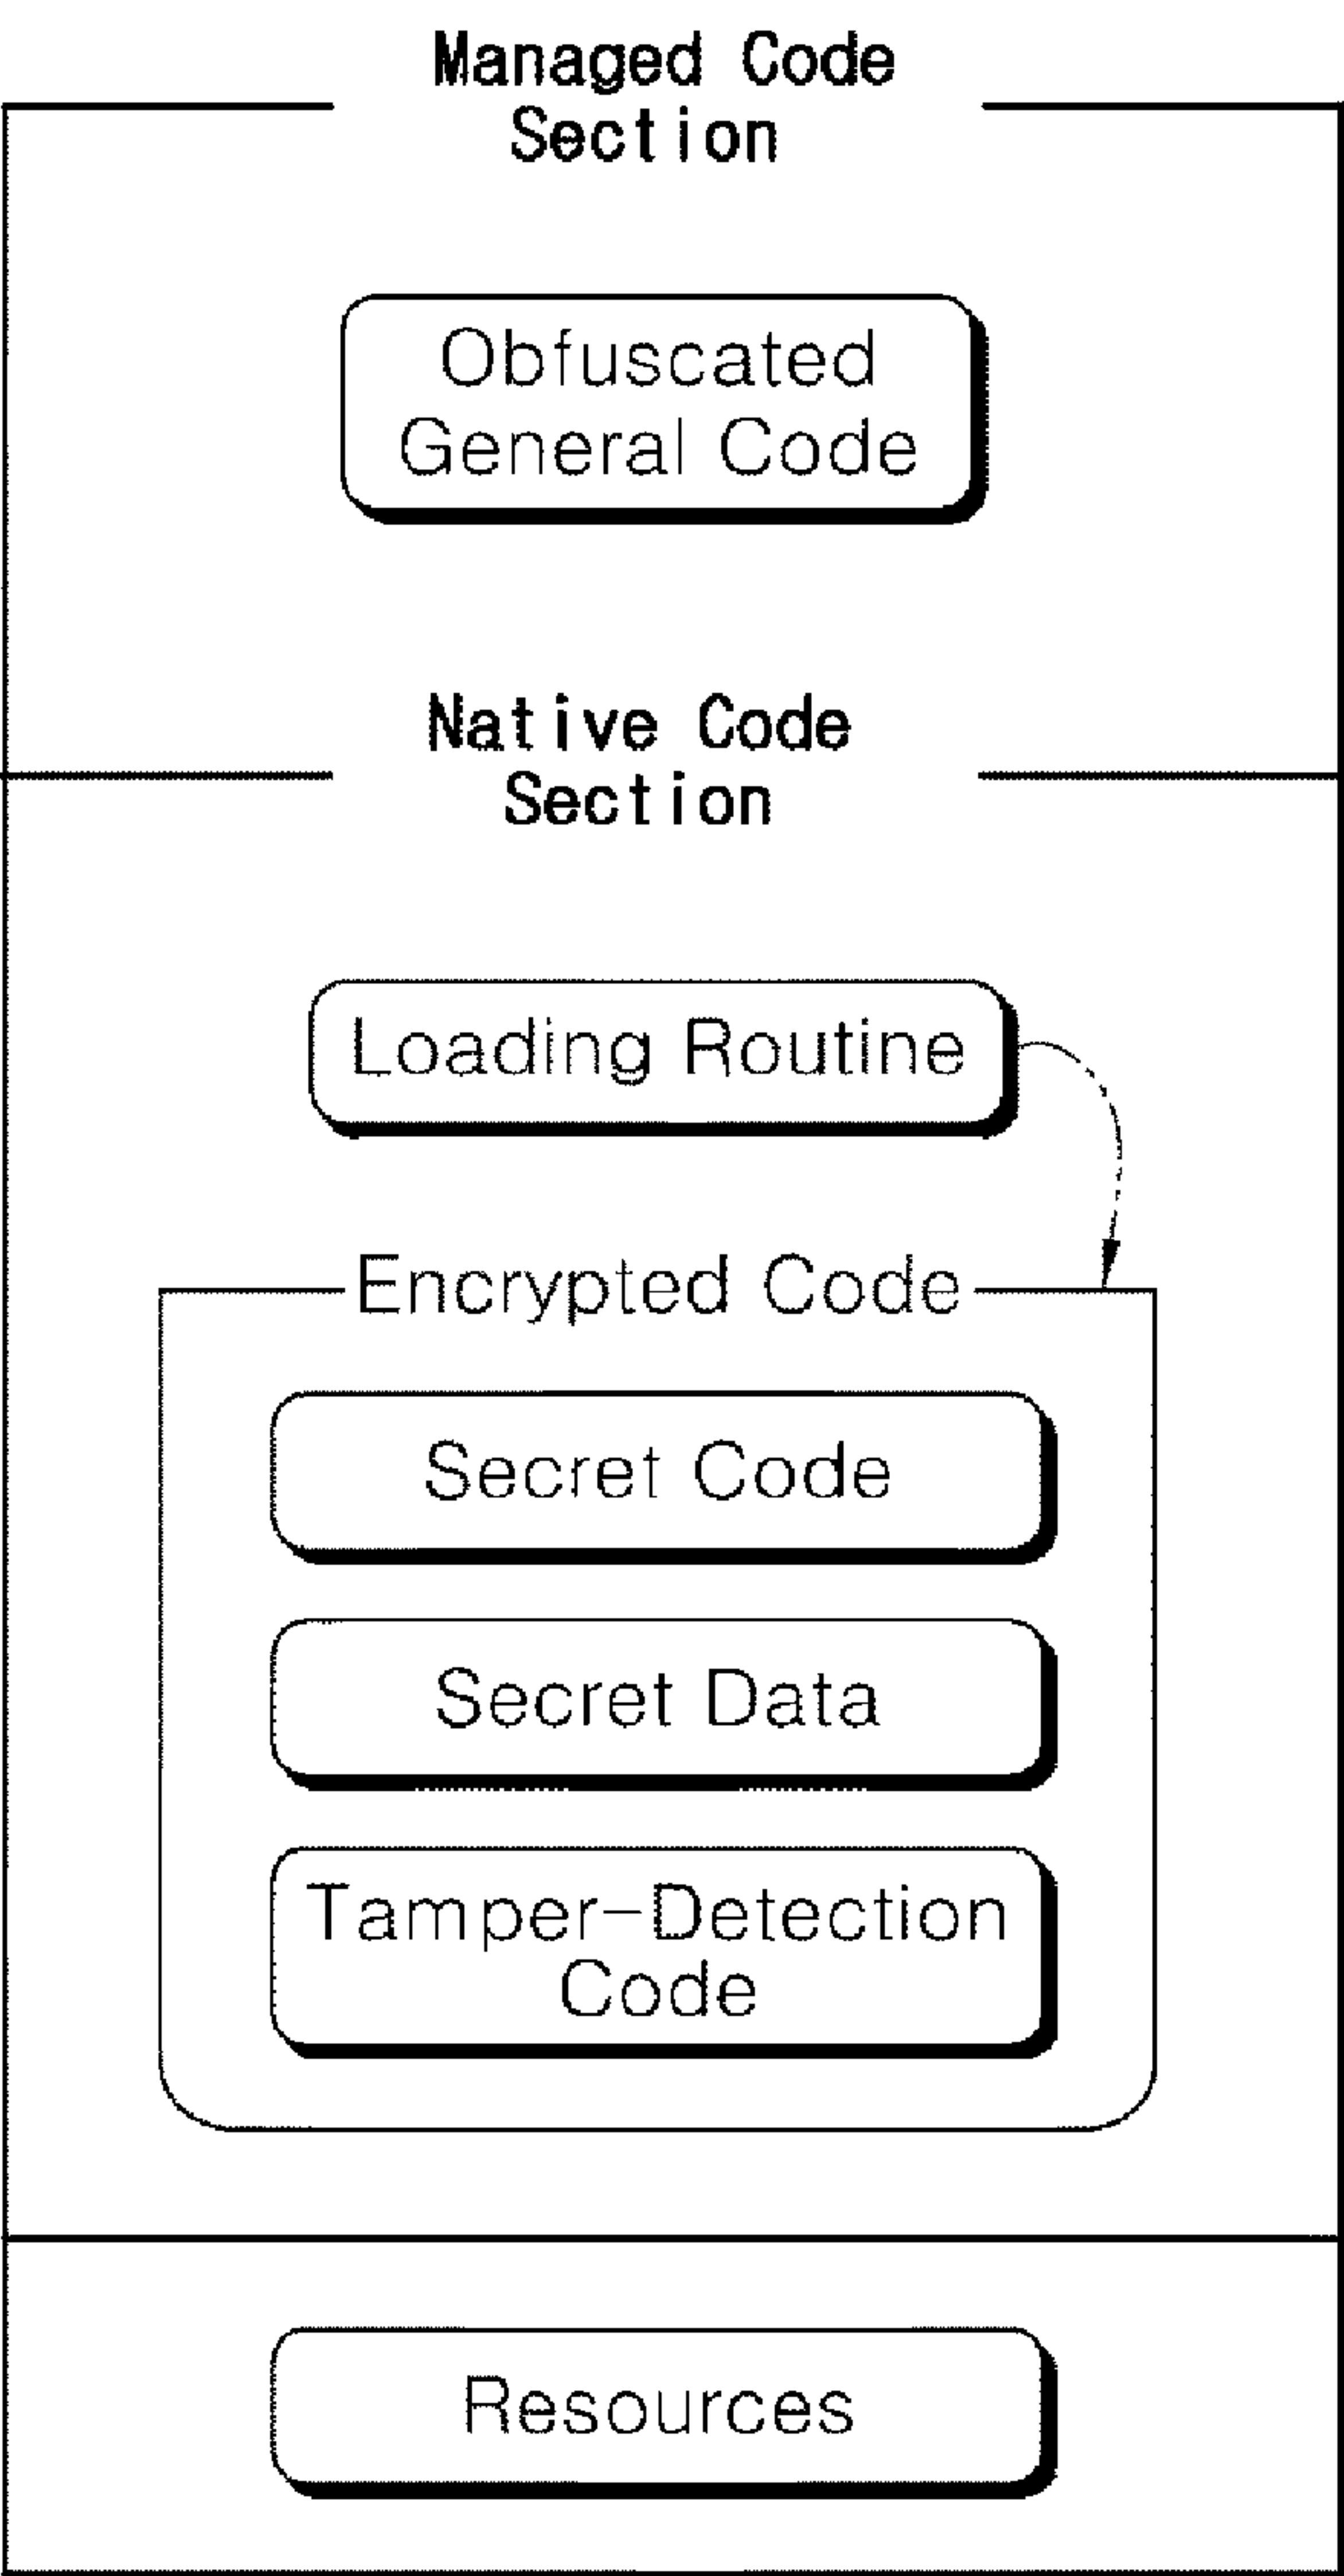 Managed Code
Section
Obfuscated
General Code
Native Code
Section
Loading Routine
Encrypted Code
Secret Code
Secret Data
Tamper-Detection
Code
Resources